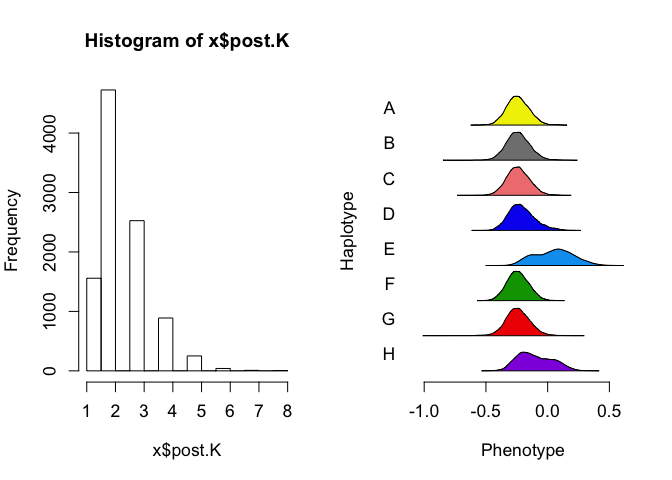 Histogram of x$post.K
Frequency
0
1000
2000
3000
4000
1 2 3 4 5 6 7 8
x$post.K
Haplotype
A
B
C
D
E
F
G
H
-1.0 -0.5 0.0 0.5
Phenotype